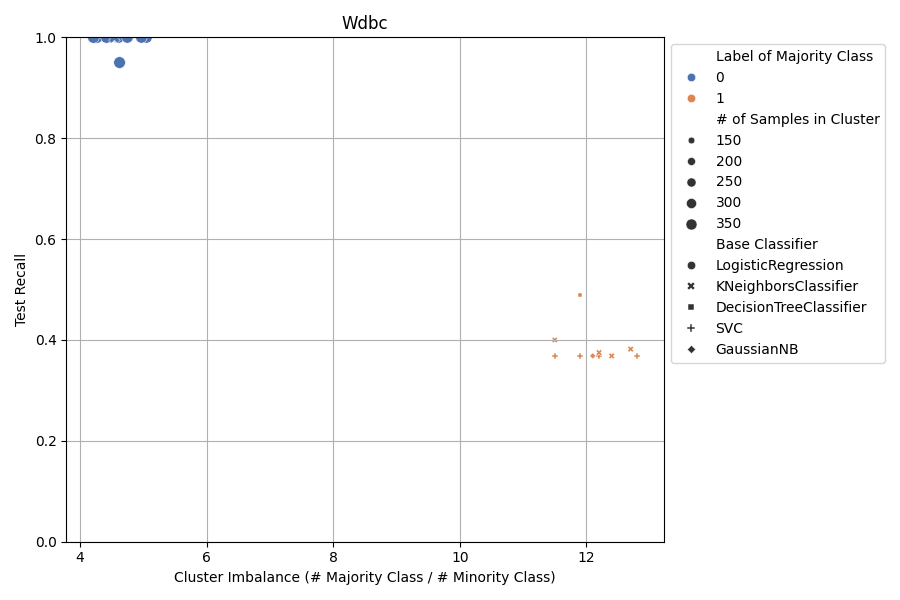 Wdbc
1.0
0.8
0.6
0.4
0.2
0.0
Test Recall
4
6
8
10
12
Cluster Imbalance (# Majority Class / # Minority Class)
Label of Majority Class
0
1
# of Samples in Cluster
150
200
250
300
350
Base Classifier
LogisticRegression
KNeighborsClassifier
DecisionTreeClassifier
SVC
GaussianNB